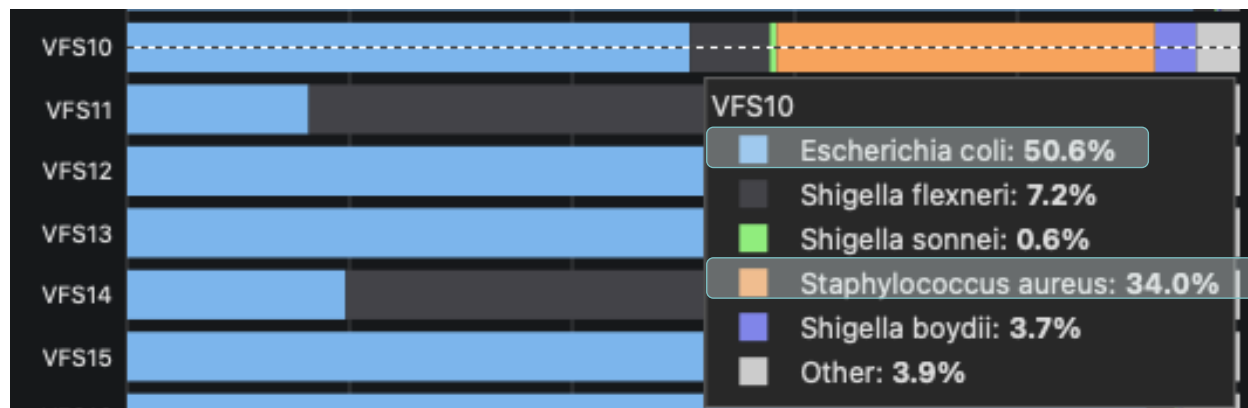 VFS10
VFS11
VFS12
VFS13
VFS14
VFS15
VFS10
Escherichia coli: 50.6%
Shigella flexneri: 7.2%
Shigella sonnei: 0.6%
Staphylococcus aureus: 34.0%
Shigella boydii: 3.7%
Other: 3.9%